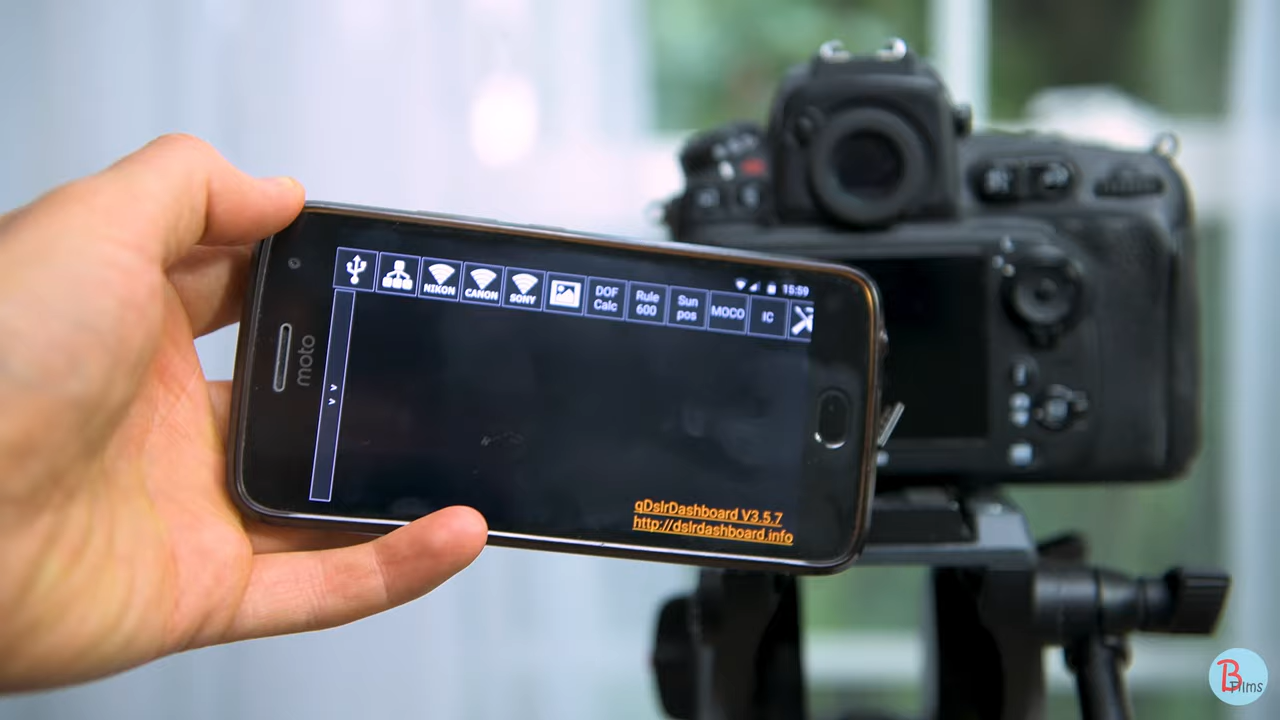 15:59
NIKON
CANON
SONY
DOF
Calc
Rule
600
Sun
pos
MOCO
IC
moto
qDslrDashboard V3.5.7
http://dslrdashboard.info
B
Films